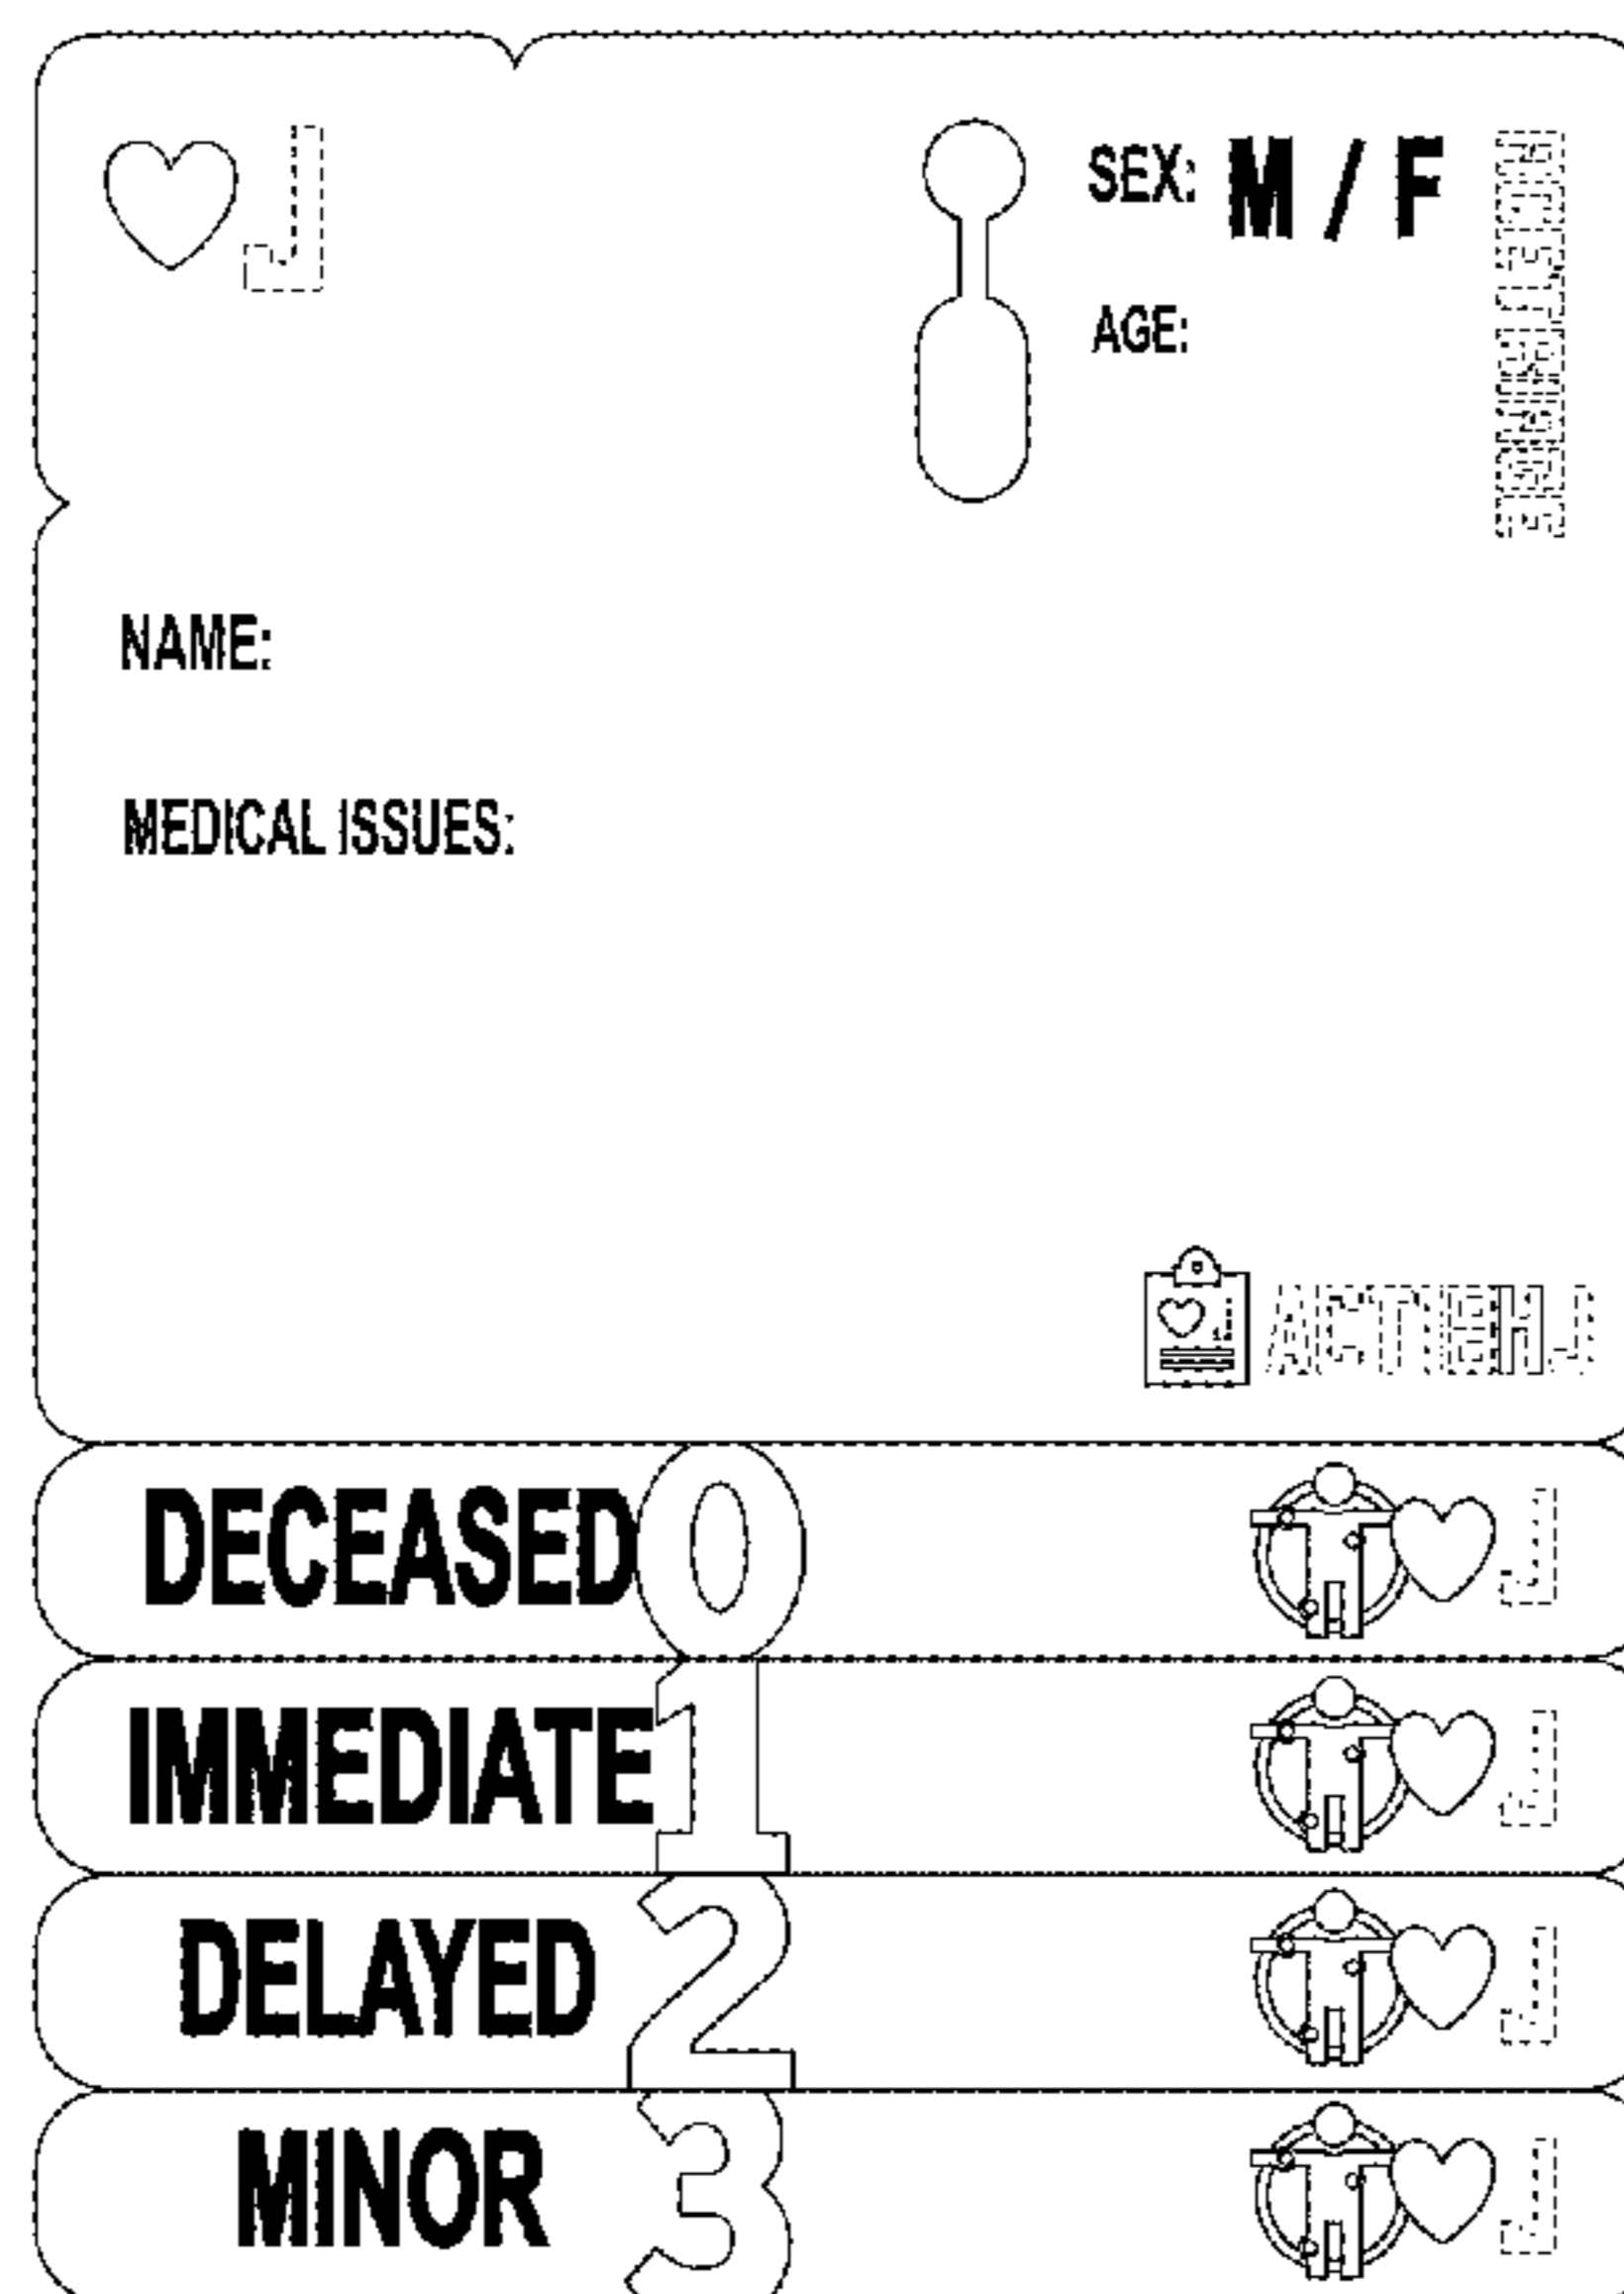 J
SEX: M / F
AGE:
NAME:
MEDICAL ISSUES:
J
DECEASED 0 J
IMMEDIATE 1 J
DELAYED 2 J
MINOR 3 J